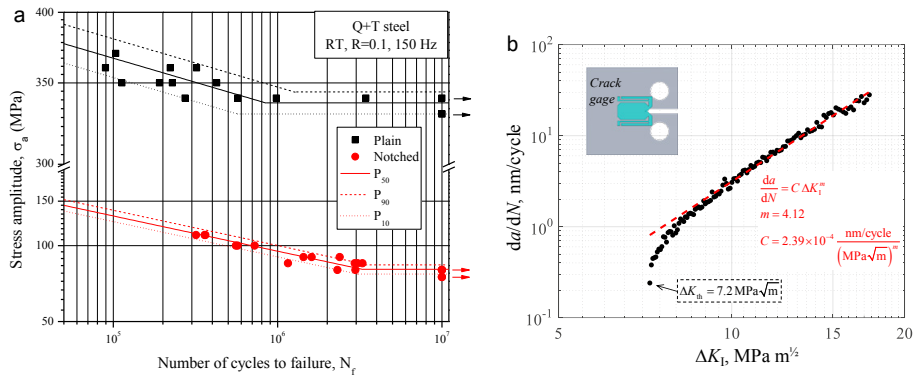 a
Q+T steel
RT, R=0.1, 150 Hz
Stress amplitude, σa (MPa)
400
350
300
150
100
50
Plain
Notched
P50
P90
P10
10^5
10^6
10^7
Number of cycles to failure, Nf
b
da/dN, nm/cycle
10^2
10^1
10^0
10^-1
Crack
gage
da/dN = C ΔK_I^m
m = 4.12
C = 2.39×10^-4 nm/cycle/(MPa√m)^m
ΔK_th = 7.2 MPa√m
5
10
15
20
ΔK_I, MPa m^½